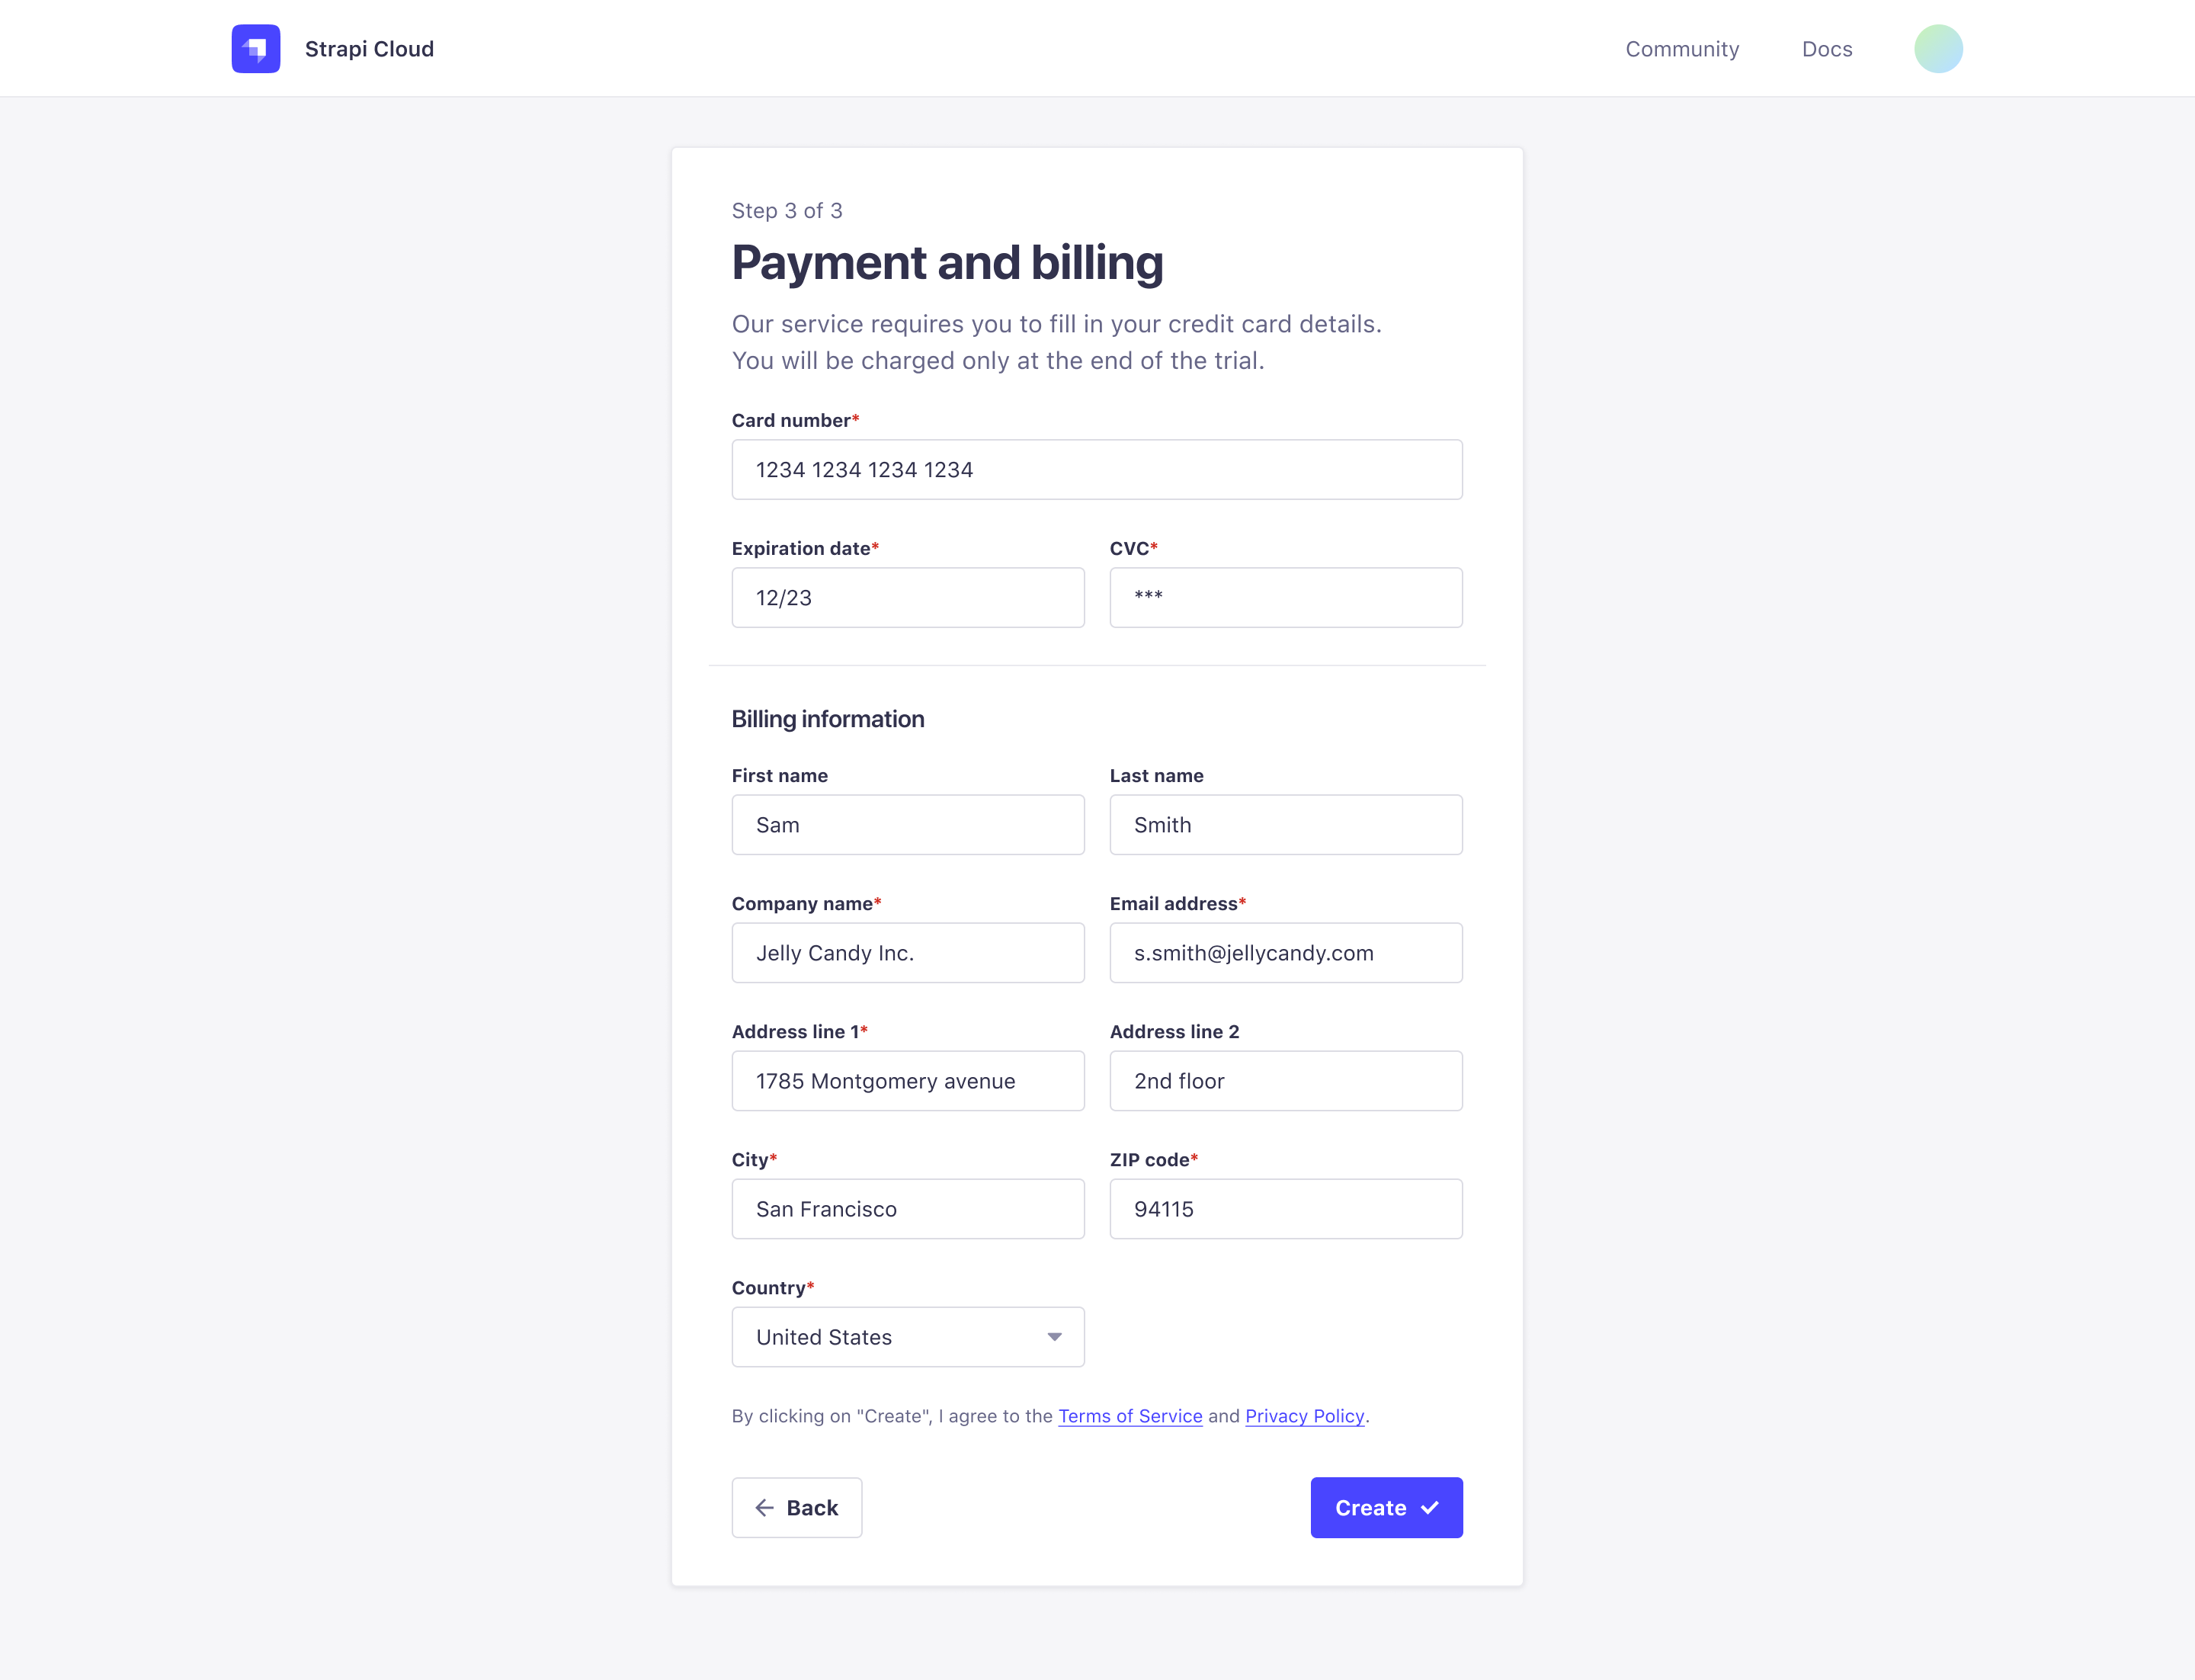 Strapi Cloud
Community
Docs
Step 3 of 3
Payment and billing
Our service requires you to fill in your credit card details.
You will be charged only at the end of the trial.
Card number*
1234 1234 1234 1234
Expiration date*
CVC*
12/23
***
Billing information
First name
Last name
Sam
Smith
Company name*
Email address*
Jelly Candy Inc.
s.smith@jellycandy.com
Address line 1*
Address line 2
1785 Montgomery avenue
2nd floor
City*
ZIP code*
San Francisco
94115
Country*
United States
By clicking on "Create", I agree to the Terms of Service and Privacy Policy.
Back
Create